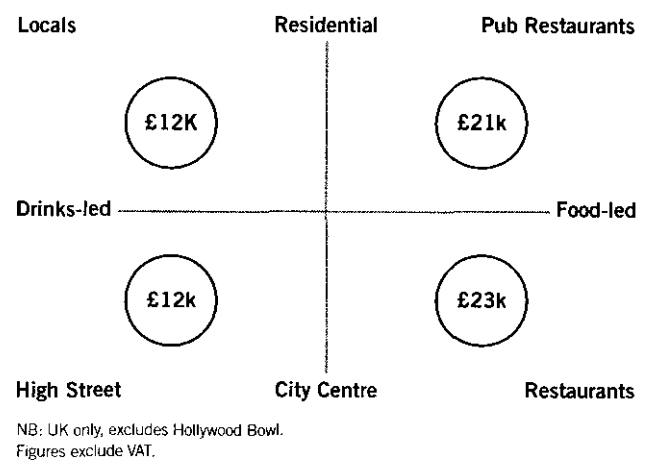 Locals Residential Pub Restaurants
£12K £21k
Drinks-led Food-led
£12k £23k
High Street City Centre Restaurants
NB: UK only, excludes Hollywood Bowl.
Figures exclude VAT.